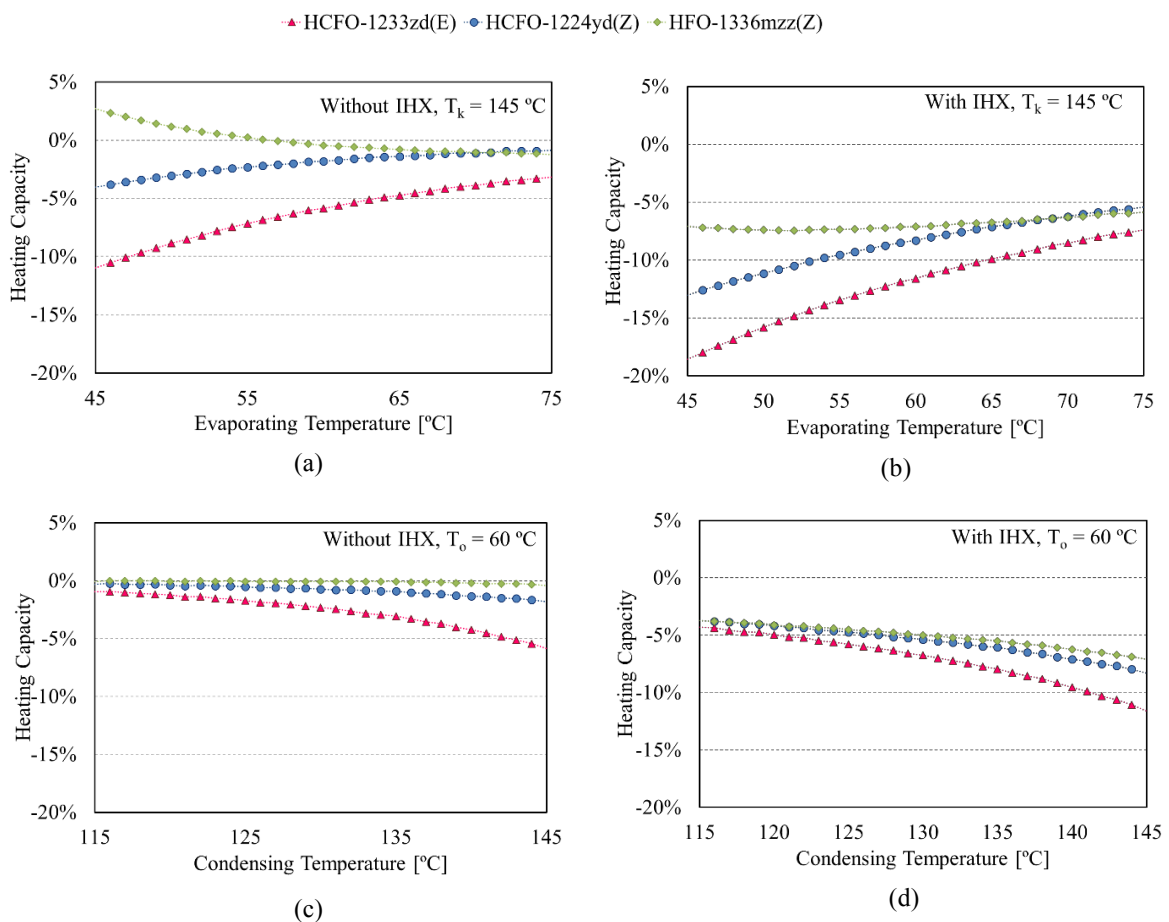 HCFO-1233zd(E) HCFO-1224yd(Z) HFO-1336mzz(Z)
Without IHX, Tk = 145 ºC
Heating Capacity
5%
0%
-5%
-10%
-15%
-20%
45 55 65 75
Evaporating Temperature [ºC]
(a)
With IHX, Tk = 145 ºC
Heating Capacity
5%
0%
-5%
-10%
-15%
-20%
45 50 55 60 65 70 75
Evaporating Temperature [ºC]
(b)
Without IHX, To = 60 ºC
Heating Capacity
5%
0%
-5%
-10%
-15%
-20%
115 125 135 145
Condensing Temperature [ºC]
(c)
With IHX, To = 60 ºC
Heating Capacity
5%
0%
-5%
-10%
-15%
-20%
115 120 125 130 135 140 145
Condensing Temperature [ºC]
(d)